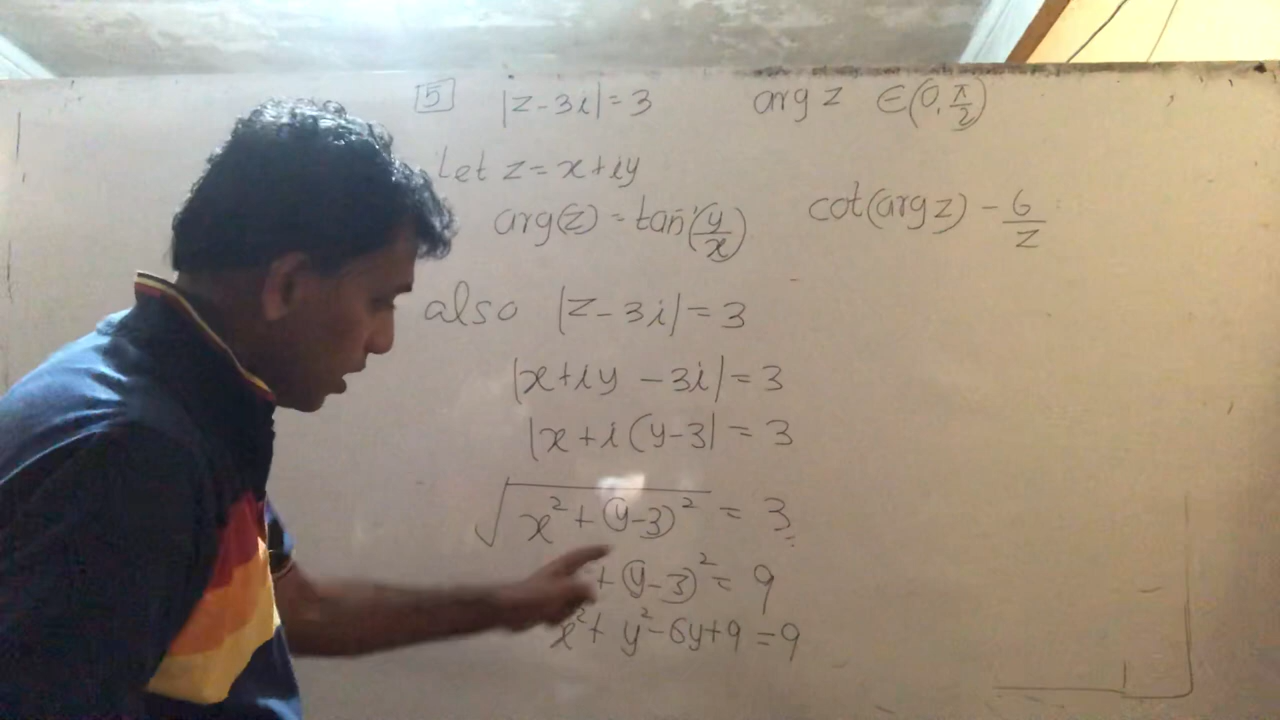 5 |z-3i|=3 arg z ∈(0,π/2)
Let z=x+iy
arg(z)=tan⁻¹(y/x) cot(arg z)-6/z
also |z-3i|=3
|x+iy-3i|=3
|x+i(y-3|=3
√x²+(y-3)²=3
+(y-3)²=9
x²+y²-6y+9=9